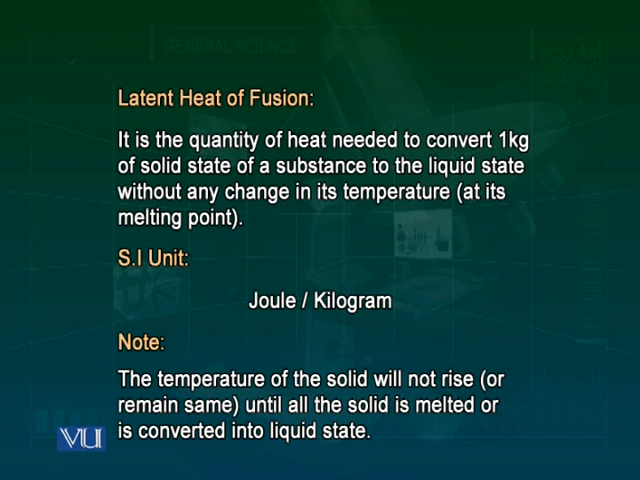 GENERAL SCIENCE
Latent Heat of Fusion:
It is the quantity of heat needed to convert 1kg
of solid state of a substance to the liquid state
without any change in its temperature (at its
melting point).
S.I Unit:
Joule / Kilogram
Note:
The temperature of the solid will not rise (or
remain same) until all the solid is melted or
is converted into liquid state.
VU